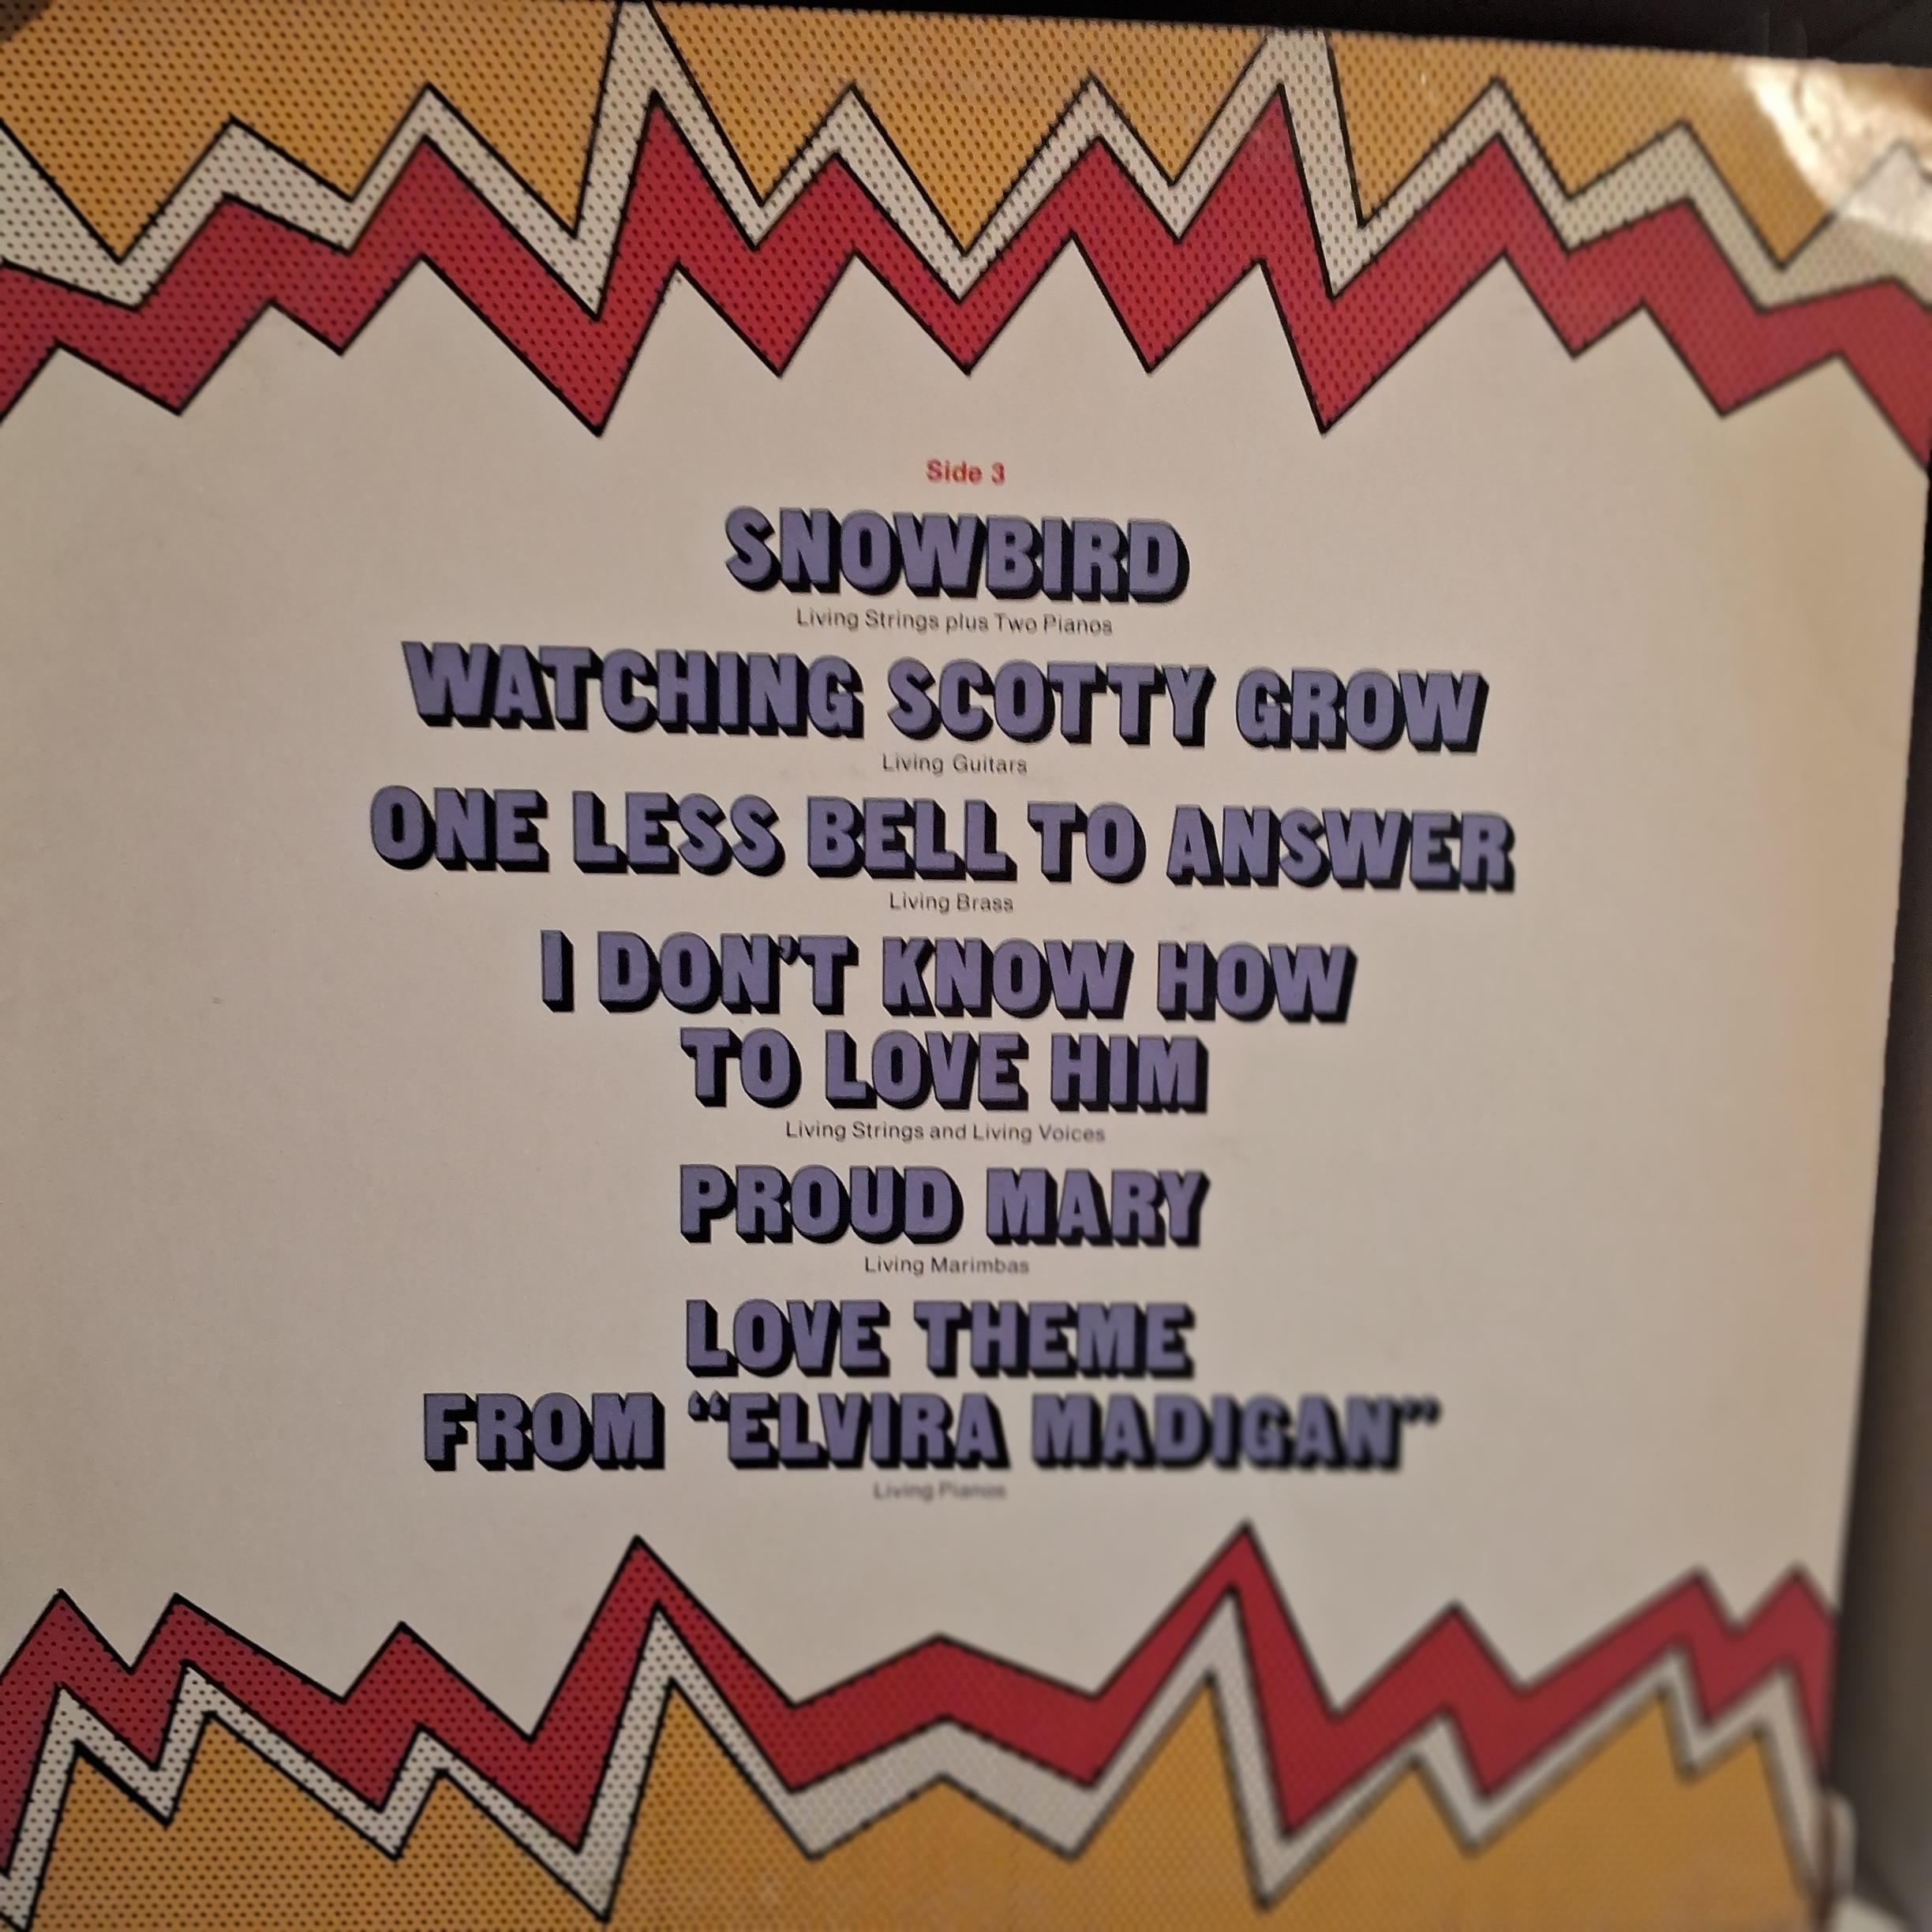 Side 3
SNOWBIRD
Living Strings plus Two Pianos
WATCHING SCOTTY GROW
Living Guitars
ONE LESS BELL TO ANSWER
Living Brass
I DON'T KNOW HOW
TO LOVE HIM
Living Strings and Living Voices
PROUD MARY
Living Marimbas
LOVE THEME
FROM “ELVIRA MADIGAN”
Living Pianos